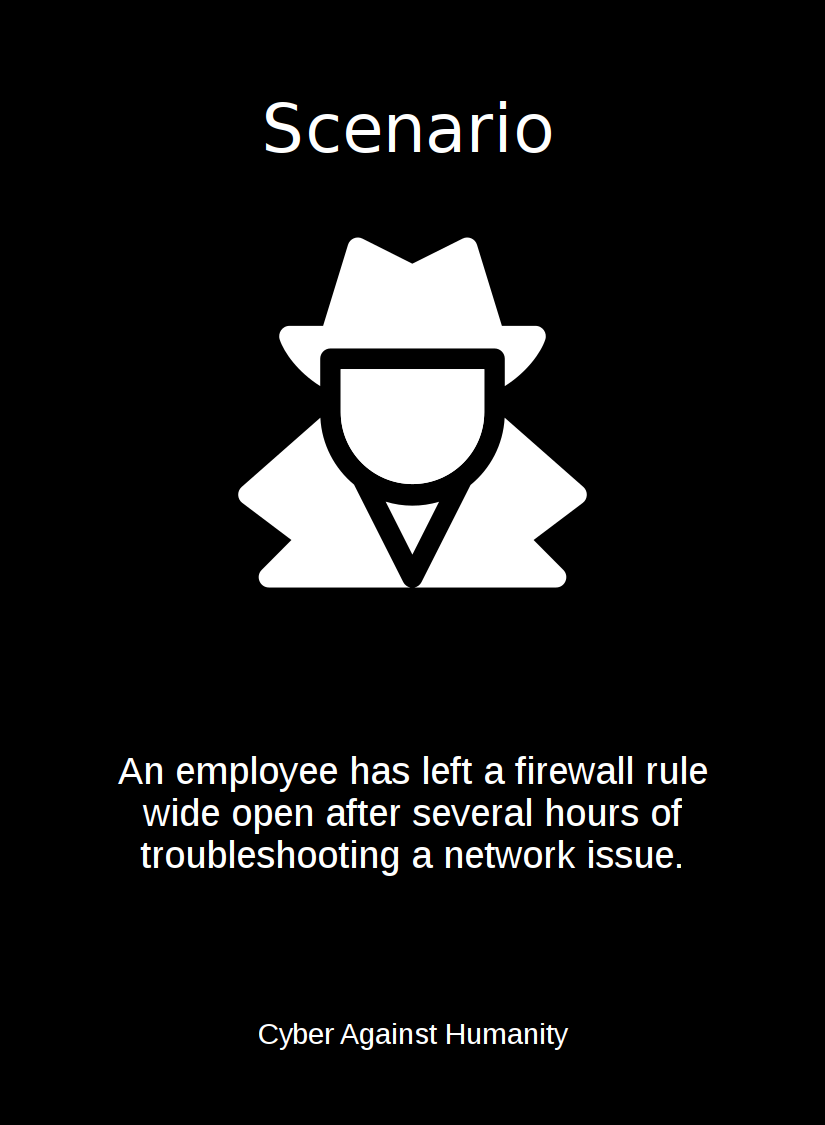 Scenario
An employee has left a firewall rule
wide open after several hours of
troubleshooting a network issue.
Cyber Against Humanity